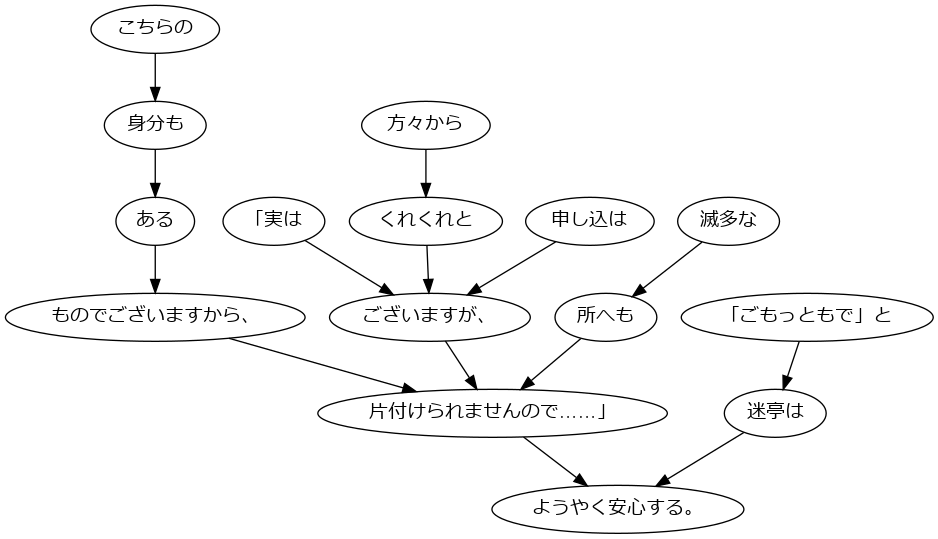 こちらの
身分も
方々から
ある
「実は
くれくれと
申し込は
滅多な
ものでございますから、
ございますが、
所へも
「ごもっともで」と
片付けられませんので……」
迷亭は
ようやく安心する。